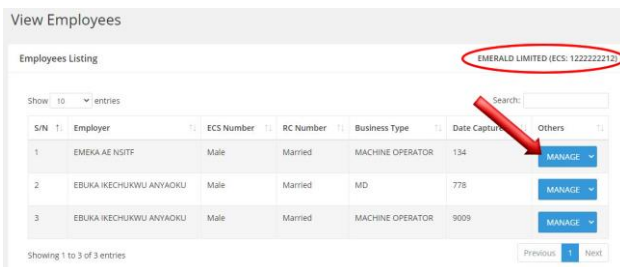 View Employees
Employees Listing EMERALD LIMITED (ECS: 1222222212)
Show 10 entries Search:
S/N Employer ECS Number RC Number Business Type Date Capture Others
1 EMEKA AE NSITF Male Married MACHINE OPERATOR 134 MANAGE
2 EBUKA IKECHUKWU ANYAOKU Male Married MD 778 MANAGE
3 EBUKA IKECHUKWU ANYAOKU Male Married MACHINE OPERATOR 9009 MANAGE
Showing 1 to 3 of 3 entries Previous 1 Next